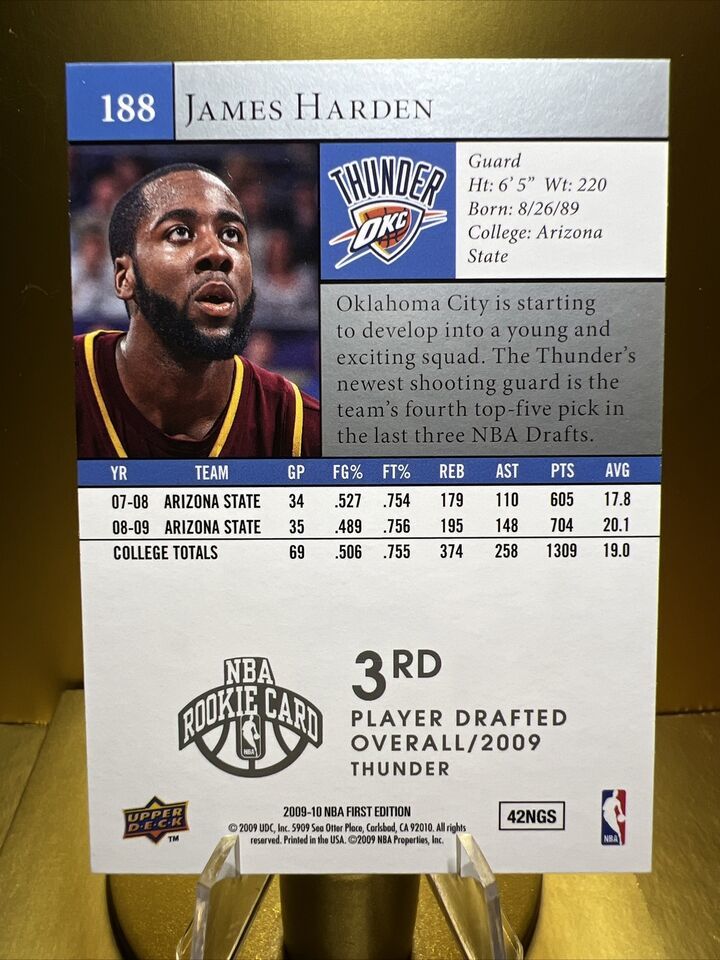 188 JAMES HARDEN
THUNDER
OKC
Guard
Ht: 6' 5" Wt: 220
Born: 8/26/89
College: Arizona
State
Oklahoma City is starting
to develop into a young and
exciting squad. The Thunder's
newest shooting guard is the
team's fourth top-five pick in
the last three NBA Drafts.
YR TEAM GP FG% FT% REB AST PTS AVG
07-08 ARIZONA STATE 34 .527 .754 179 110 605 17.8
08-09 ARIZONA STATE 35 .489 .756 195 148 704 20.1
COLLEGE TOTALS 69 .506 .755 374 258 1309 19.0
NBA
ROOKIE CARD
NBA
3RD
PLAYER DRAFTED
OVERALL/2009
THUNDER
UPPER
D·E·C·K
TM
2009-10 NBA FIRST EDITION
© 2009 UDC, Inc. 5909 Sea Otter Place, Carlsbad, CA 92010. All rights
reserved. Printed in the USA. ©2009 NBA Properties, Inc.
42NGS
NBA